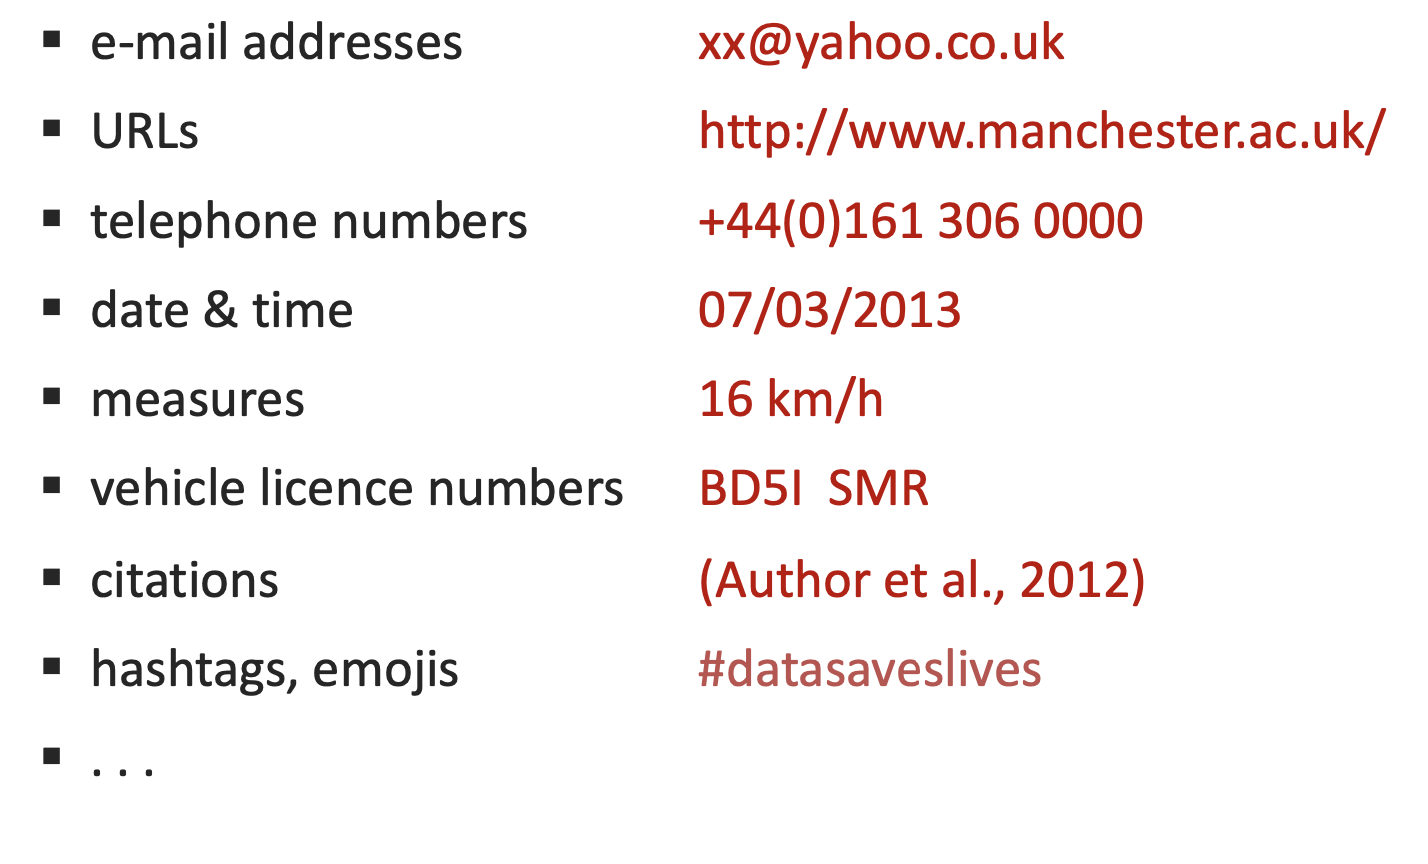 ▪ e-mail addresses xx@yahoo.co.uk
▪ URLs http://www.manchester.ac.uk/
▪ telephone numbers +44(0)161 306 0000
▪ date & time 07/03/2013
▪ measures 16 km/h
▪ vehicle licence numbers BD5I  SMR
▪ citations (Author et al., 2012)
▪ hashtags, emojis #datasaveslives
▪ . . .